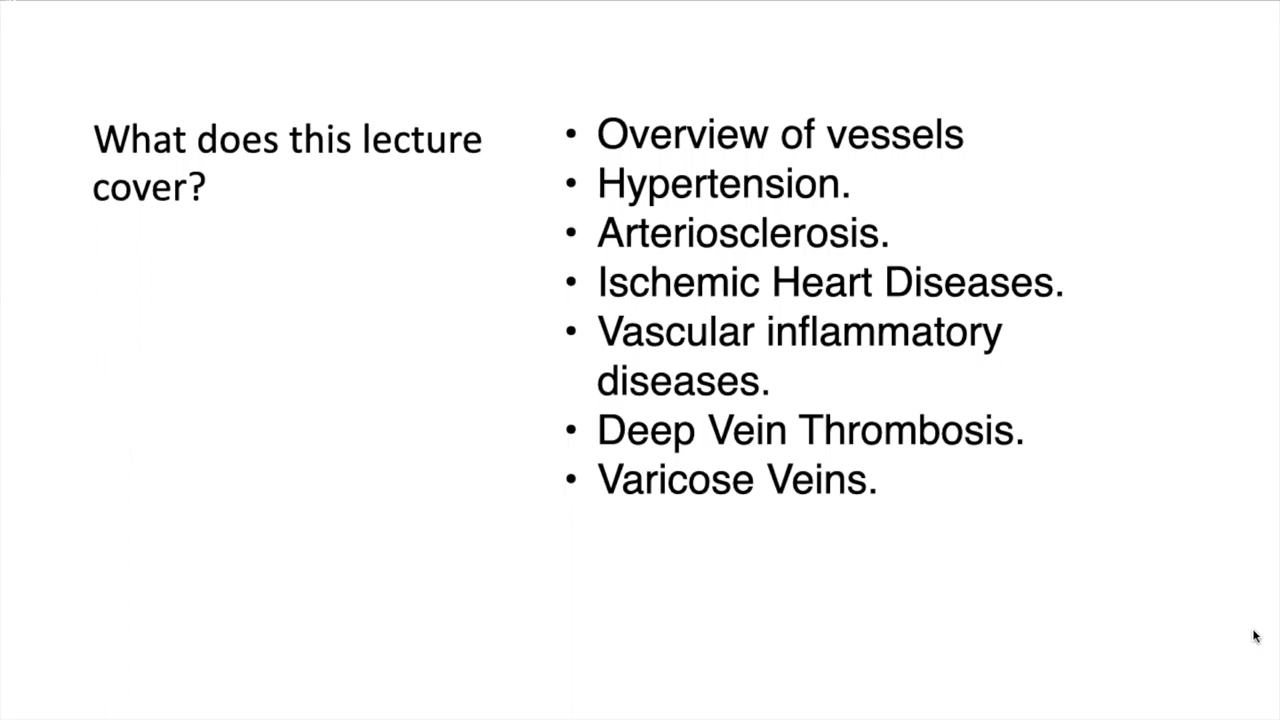 What does this lecture
cover?
• Overview of vessels
• Hypertension.
• Arteriosclerosis.
• Ischemic Heart Diseases.
• Vascular inflammatory
diseases.
• Deep Vein Thrombosis.
• Varicose Veins.